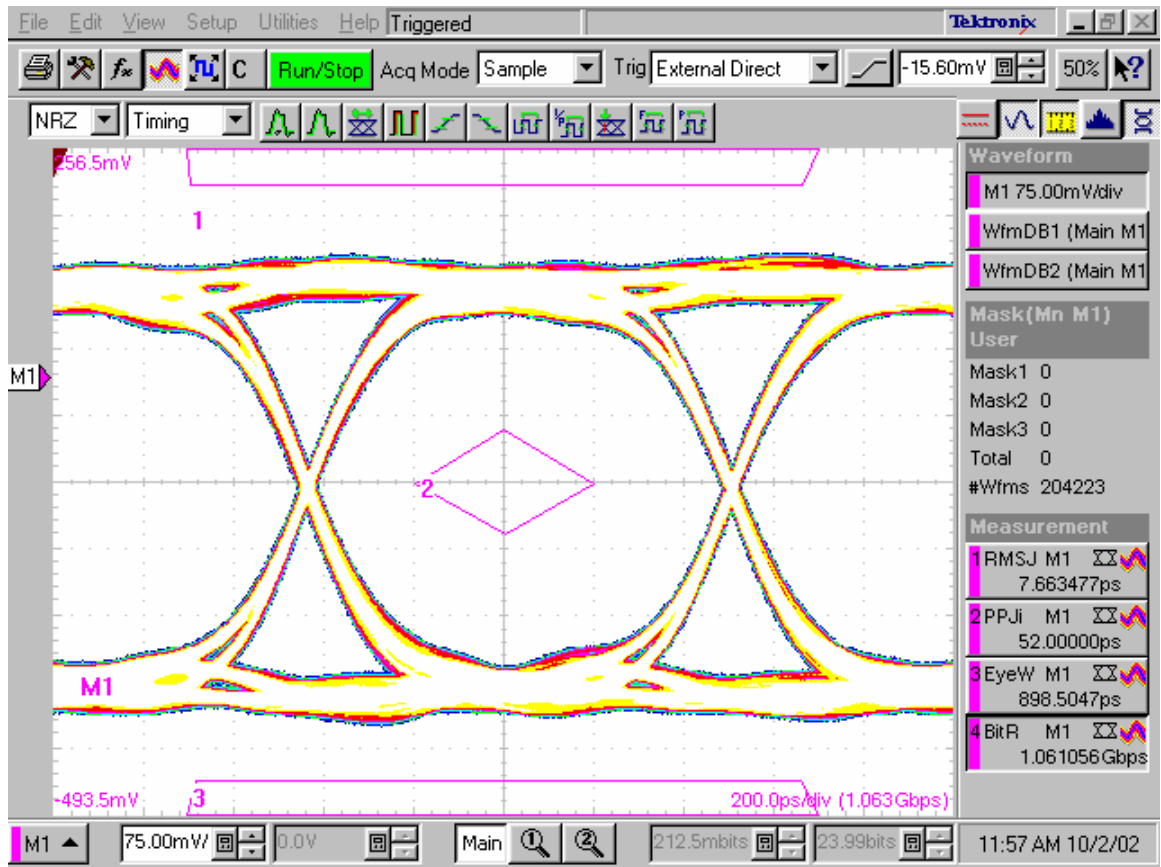 File Edit View Setup Utilities Help Triggered Tektronix
fx C Run/Stop Acq Mode Sample Trig External Direct -15.60mV 50% ?
NRZ Timing
256.5mV
1
M1
2
M1
-493.5mV
3
200.0ps/div (1.063Gbps)
Waveform
M1 75.00mV/div
WfmDB1 (Main M1
WfmDB2 (Main M1
Mask(Mn M1)
User
Mask1 0
Mask2 0
Mask3 0
Total 0
#Wfms 204223
Measurement
1 RMSJ M1
7.663477ps
2 PPJi M1
52.00000ps
3 EyeW M1
898.5047ps
4 BitR M1
1.061056Gbps
M1 75.00mV/ 0.0V Main 1 2 212.5mbits 23.99bits 11:57 AM 10/2/02